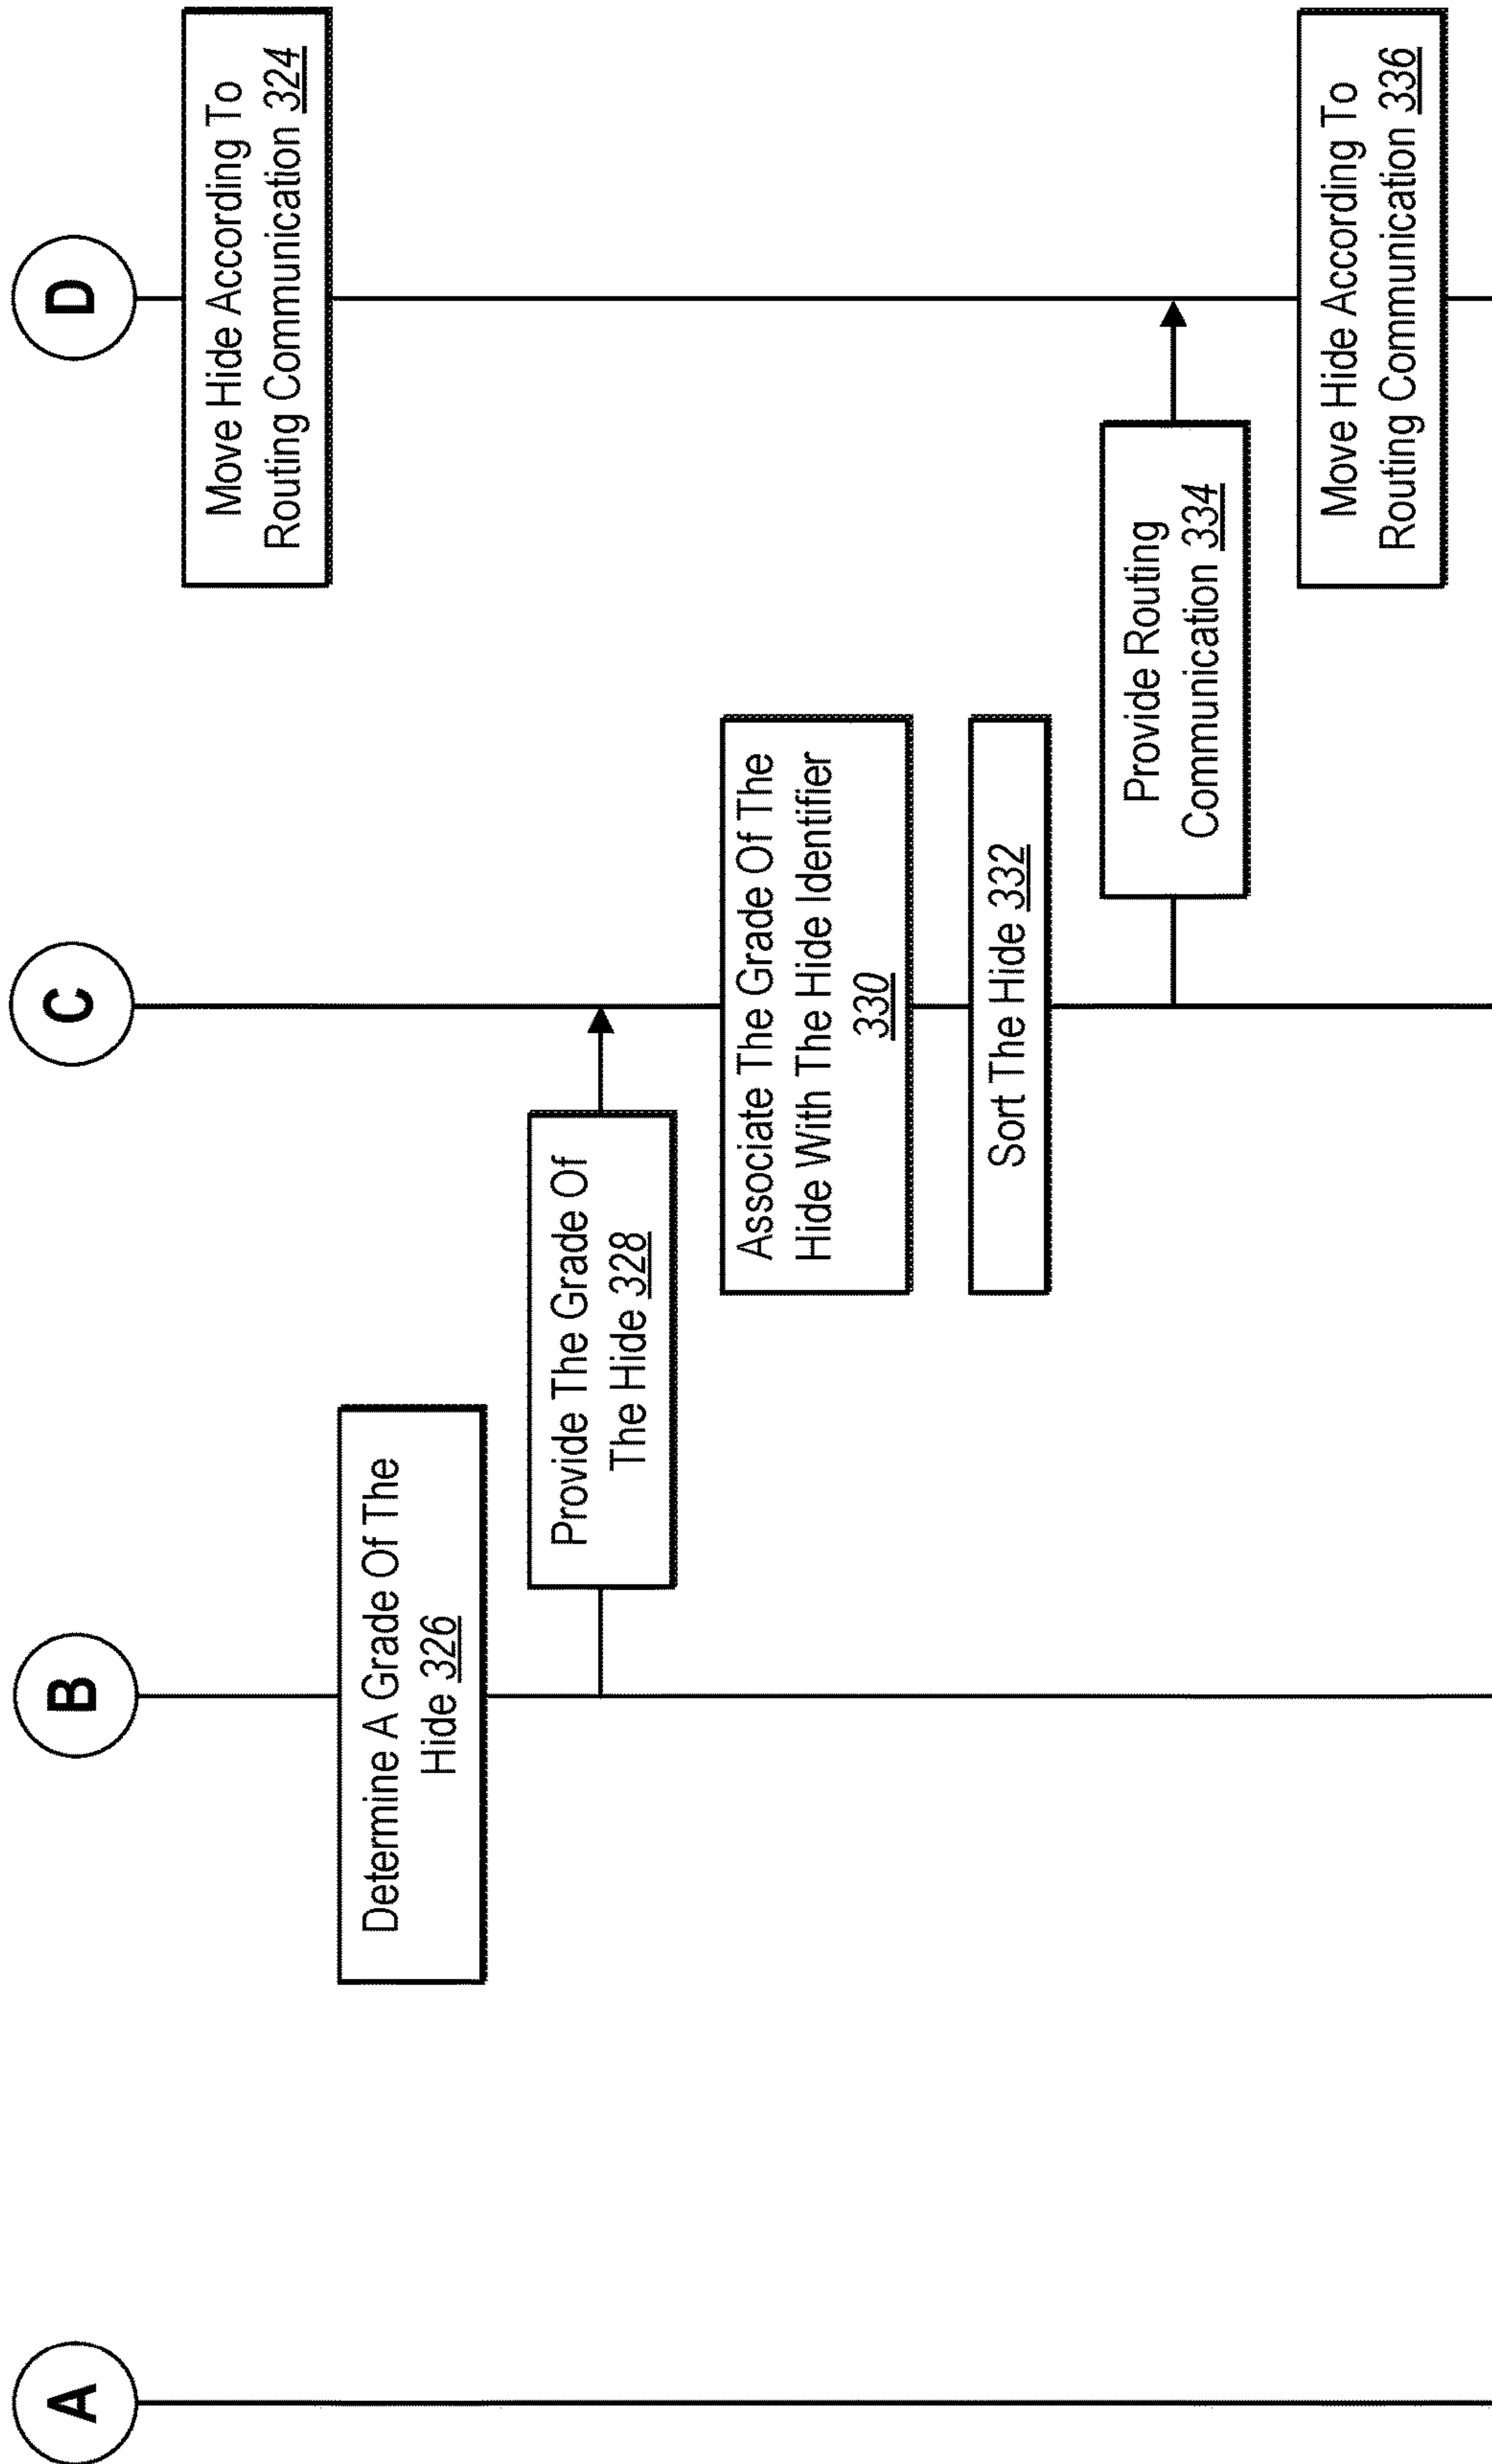 A
B
C
D
Move Hide According To
Routing Communication 324
Determine A Grade Of The
Hide 326
Provide The Grade Of
The Hide 328
Associate The Grade Of The
Hide With The Hide Identifier
330
Sort The Hide 332
Provide Routing
Communication 334
Move Hide According To
Routing Communication 336